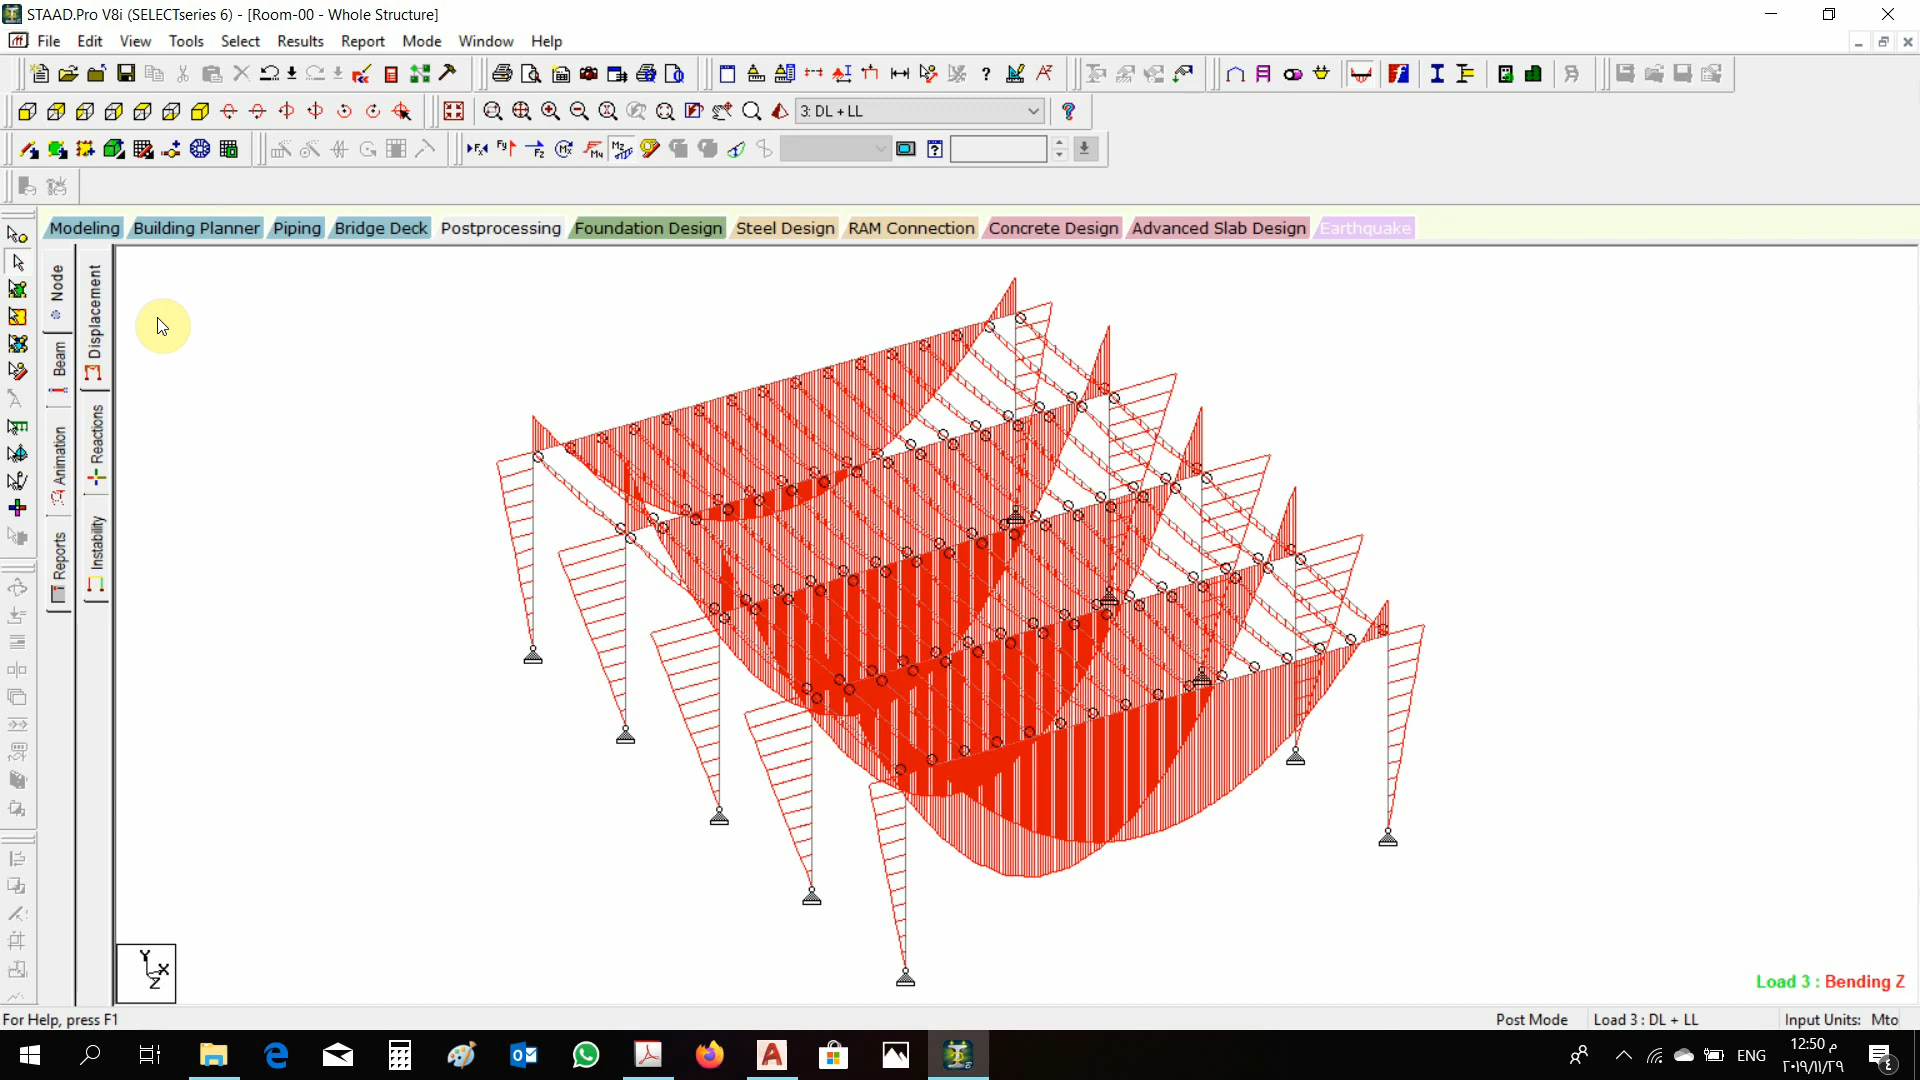 STAAD.Pro V8i (SELECTseries 6) - [Room-00 - Whole Structure]
File Edit View Tools Select Results Report Mode Window Help
3: DL + LL
Modeling Building Planner Piping Bridge Deck Postprocessing Foundation Design Steel Design RAM Connection Concrete Design Advanced Slab Design Earthquake
Node
Beam
Animation
Reports
Displacement
Reactions
Instability
Y
X
Z
Load 3 : Bending Z
For Help, press F1
Post Mode Load 3 : DL + LL Input Units: Mto
ENG
12:50 م
٢٠١٩/١١/٢٩
٤